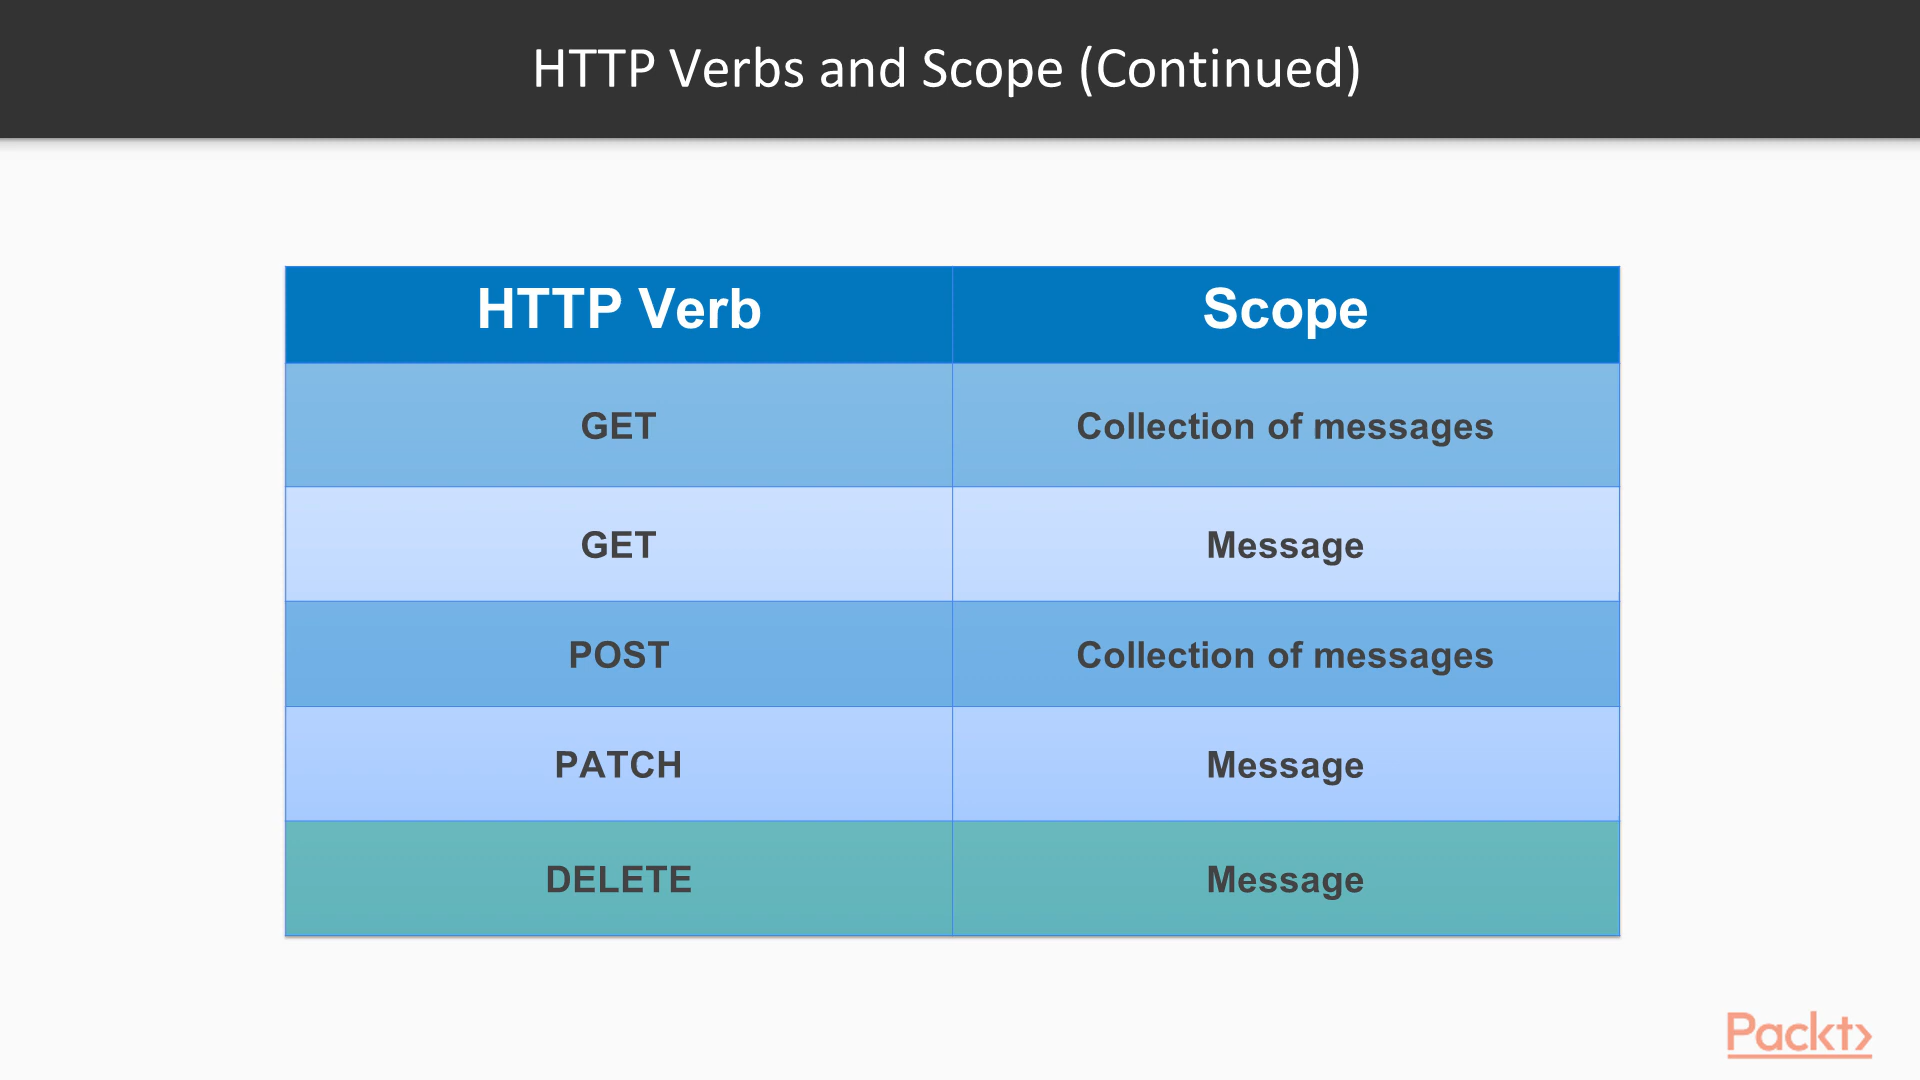 HTTP Verbs and Scope (Continued)
HTTP Verb Scope
GET Collection of messages
GET Message
POST Collection of messages
PATCH Message
DELETE Message
Packt>